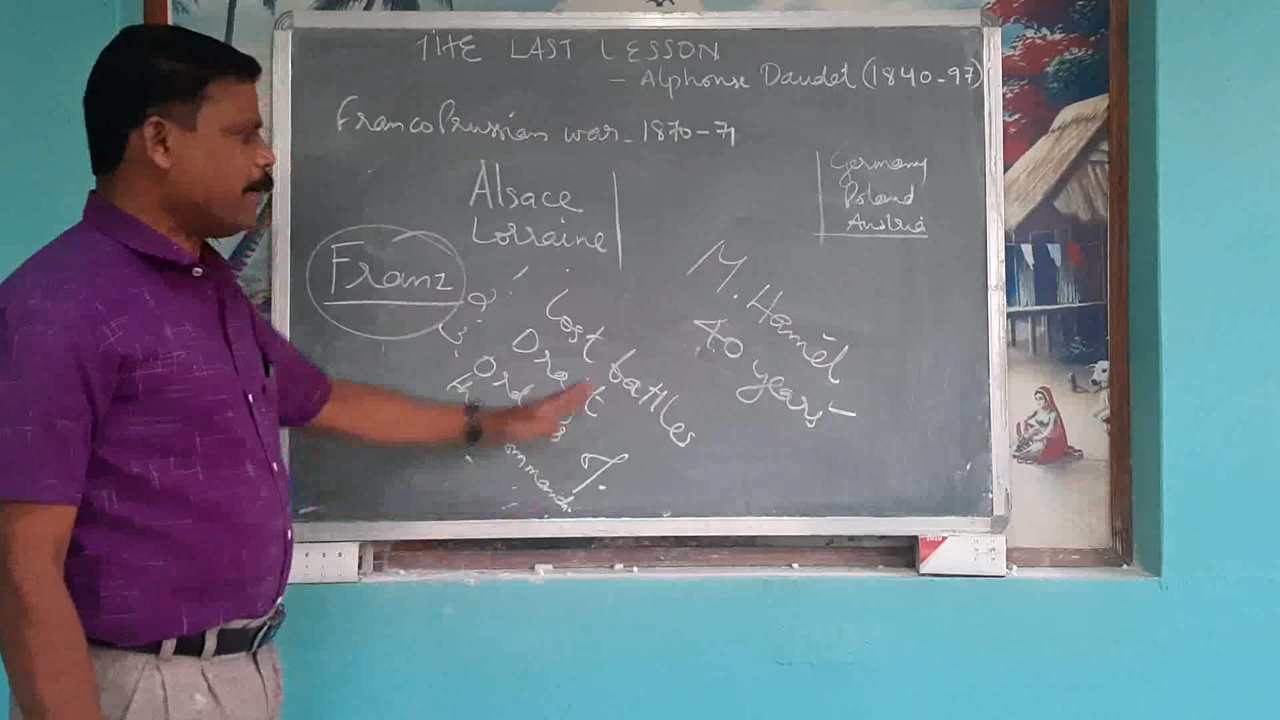 THE LAST LESSON
- Alphonse Daudet (1840-97)
Franco Prussian war - 1870-71
Germany
Poland
Austria
Alsace
Lorraine
Franz
M. Hamel
40 years
Lost battles
Draft